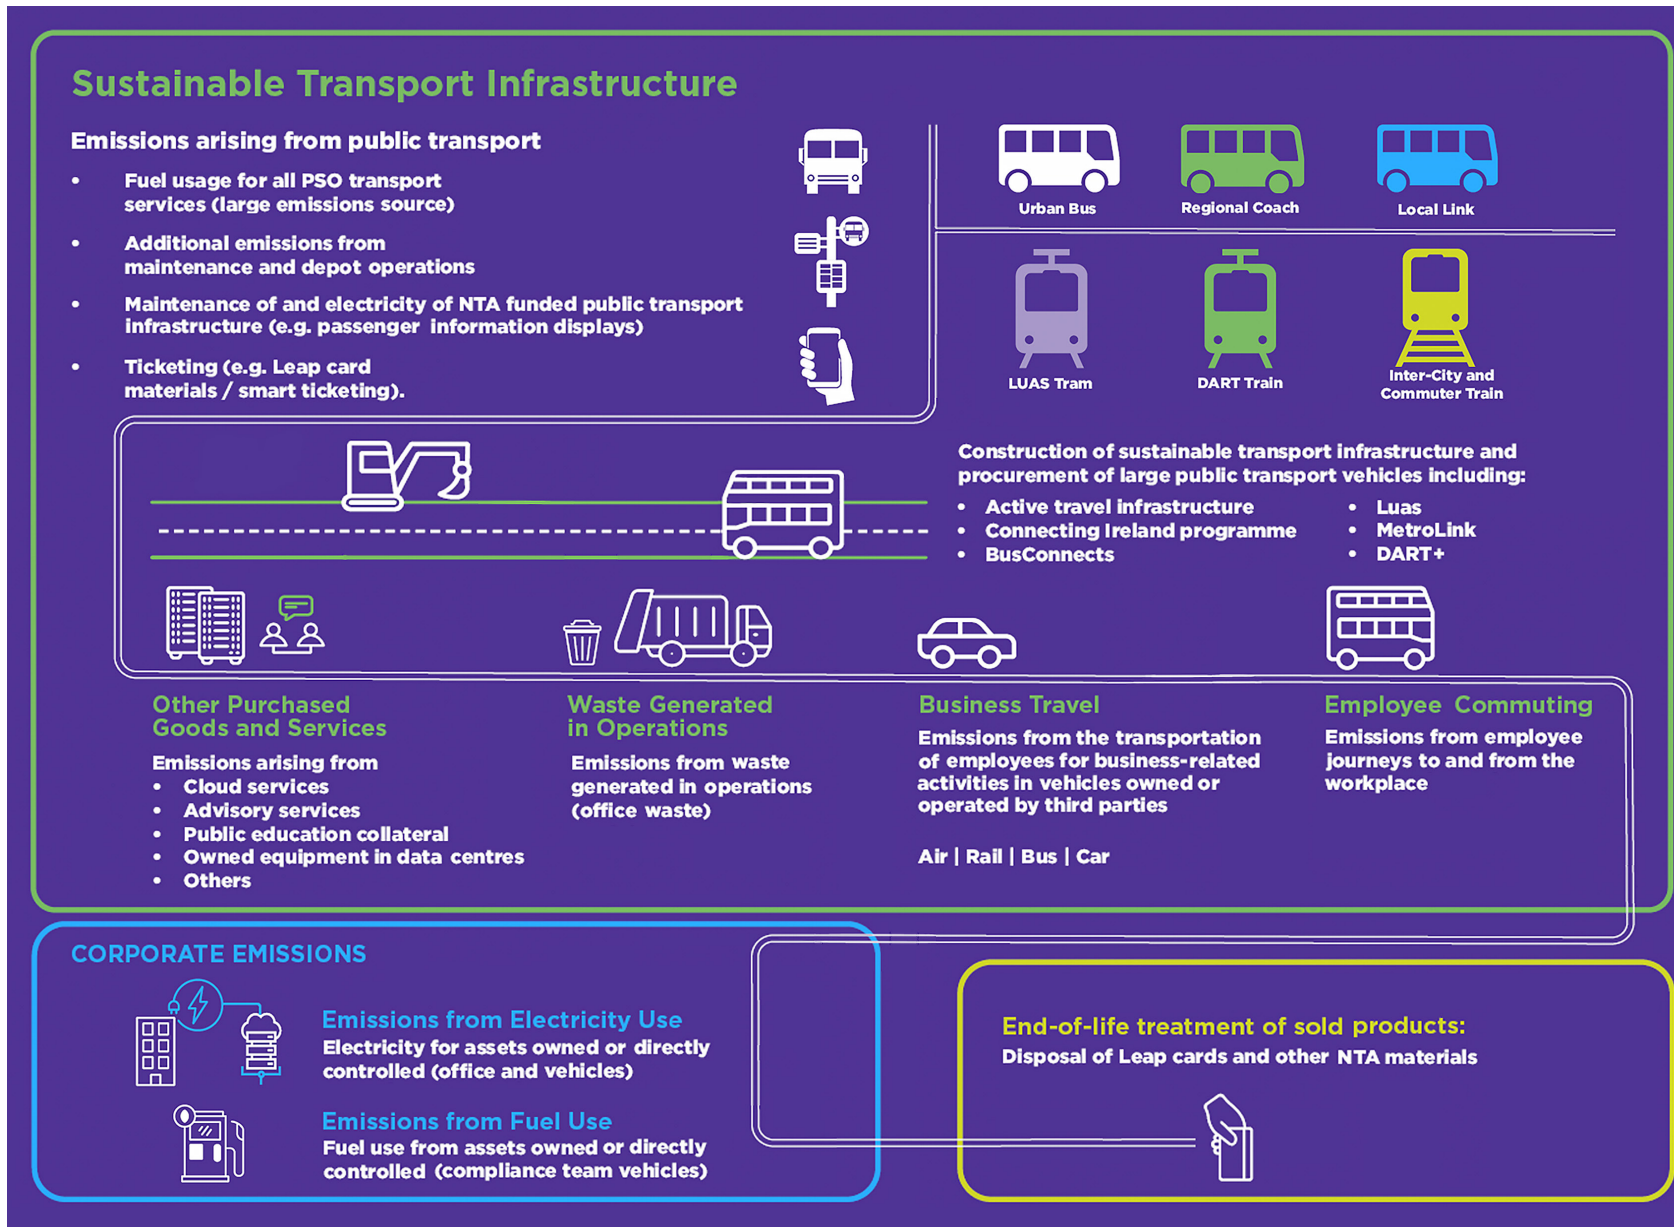 Sustainable Transport Infrastructure
Emissions arising from public transport
• Fuel usage for all PSO transport
services (large emissions source)
• Additional emissions from
maintenance and depot operations
• Maintenance of and electricity of NTA funded public transport
infrastructure (e.g. passenger information displays)
• Ticketing (e.g. Leap card
materials / smart ticketing).
Urban Bus
Regional Coach
Local Link
LUAS Tram
DART Train
Inter-City and
Commuter Train
Construction of sustainable transport infrastructure and
procurement of large public transport vehicles including:
• Active travel infrastructure
• Connecting Ireland programme
• BusConnects
• Luas
• MetroLink
• DART+
Other Purchased
Goods and Services
Emissions arising from
• Cloud services
• Advisory services
• Public education collateral
• Owned equipment in data centres
• Others
Waste Generated
in Operations
Emissions from waste
generated in operations
(office waste)
Business Travel
Emissions from the transportation
of employees for business-related
activities in vehicles owned or
operated by third parties
Air | Rail | Bus | Car
Employee Commuting
Emissions from employee
journeys to and from the
workplace
CORPORATE EMISSIONS
Emissions from Electricity Use
Electricity for assets owned or directly
controlled (office and vehicles)
Emissions from Fuel Use
Fuel use from assets owned or directly
controlled (compliance team vehicles)
End-of-life treatment of sold products:
Disposal of Leap cards and other NTA materials